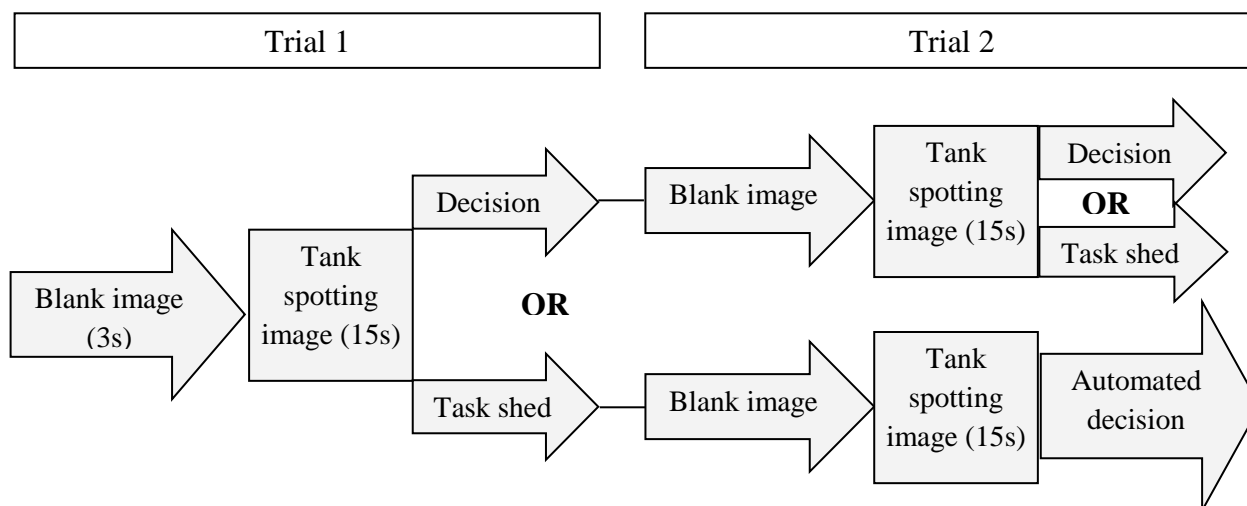 Trial 1
Trial 2
Blank image
(3s)
Tank
spotting
image (15s)
Decision
OR
Task shed
Blank image
Tank
spotting
image (15s)
Decision
OR
Task shed
Blank image
Tank
spotting
image (15s)
Automated
decision